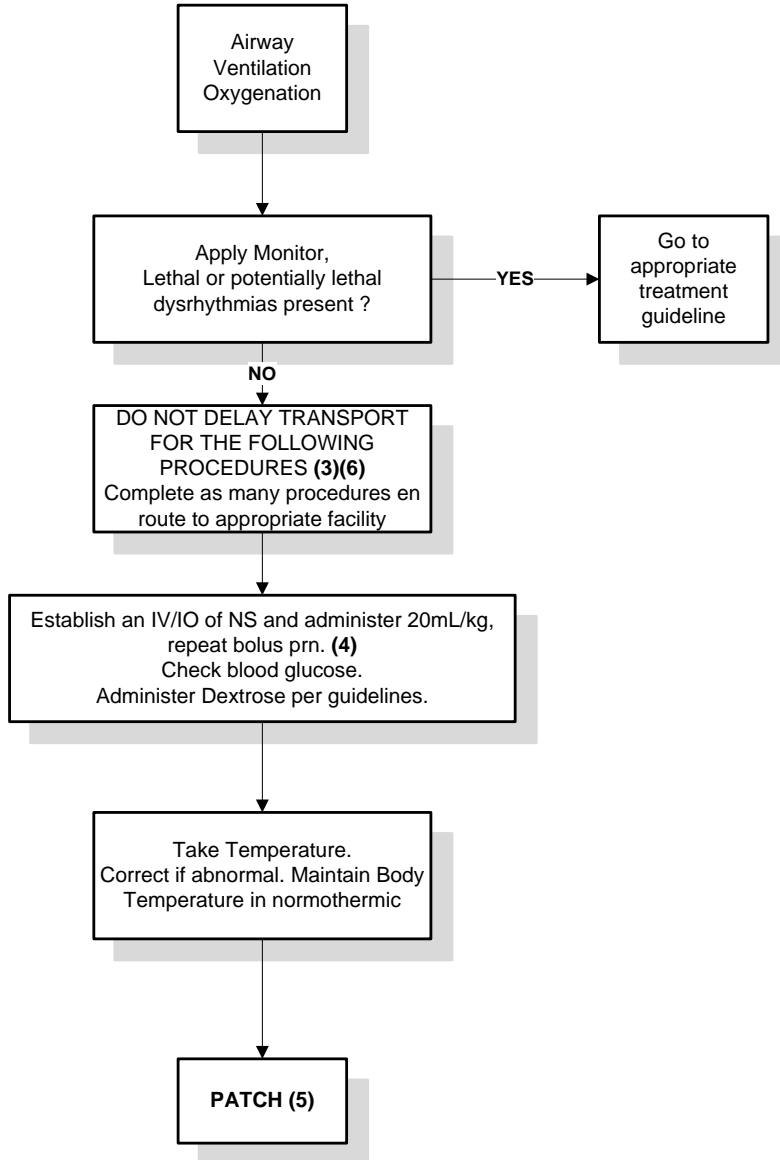 Airway
Ventilation
Oxygenation
Apply Monitor,
Lethal or potentially lethal
dysrhythmias present ?
YES
Go to
appropriate
treatment
guideline
NO
DO NOT DELAY TRANSPORT
FOR THE FOLLOWING
PROCEDURES (3)(6)
Complete as many procedures en
route to appropriate facility
Establish an IV/IO of NS and administer 20mL/kg,
repeat bolus prn. (4)
Check blood glucose.
Administer Dextrose per guidelines.
Take Temperature.
Correct if abnormal. Maintain Body
Temperature in normothermic
PATCH (5)